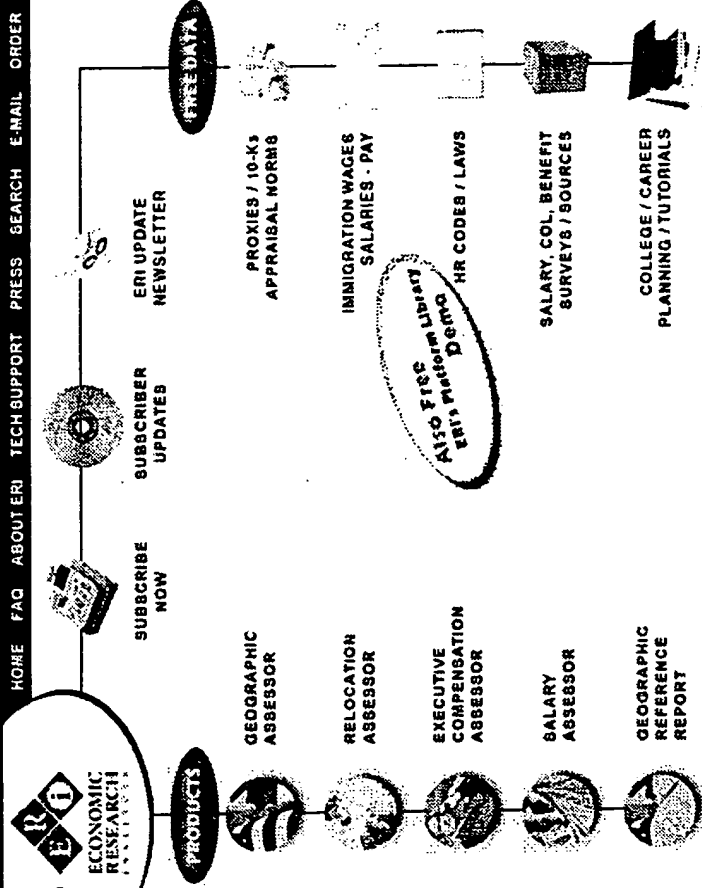 HOME FAQ ABOUT ERI TECH SUPPORT PRESS SEARCH E-MAIL ORDER
E R i
ECONOMIC
RESEARCH
INSTITUTE
SUBSCRIBE
NOW
SUBSCRIBER
UPDATES
ERI UPDATE
NEWSLETTER
PRODUCTS
GEOGRAPHIC
ASSESSOR
RELOCATION
ASSESSOR
EXECUTIVE
COMPENSATION
ASSESSOR
SALARY
ASSESSOR
GEOGRAPHIC
REFERENCE
REPORT
Also Free
ERI's Platform Library
Demo
FREE DATA
PROXIES / 10-Ks
APPRAISAL NORMS
IMMIGRATION WAGES
SALARIES - PAY
HR CODES / LAWS
SALARY, COL, BENEFIT
SURVEYS / SOURCES
COLLEGE / CAREER
PLANNING / TUTORIALS